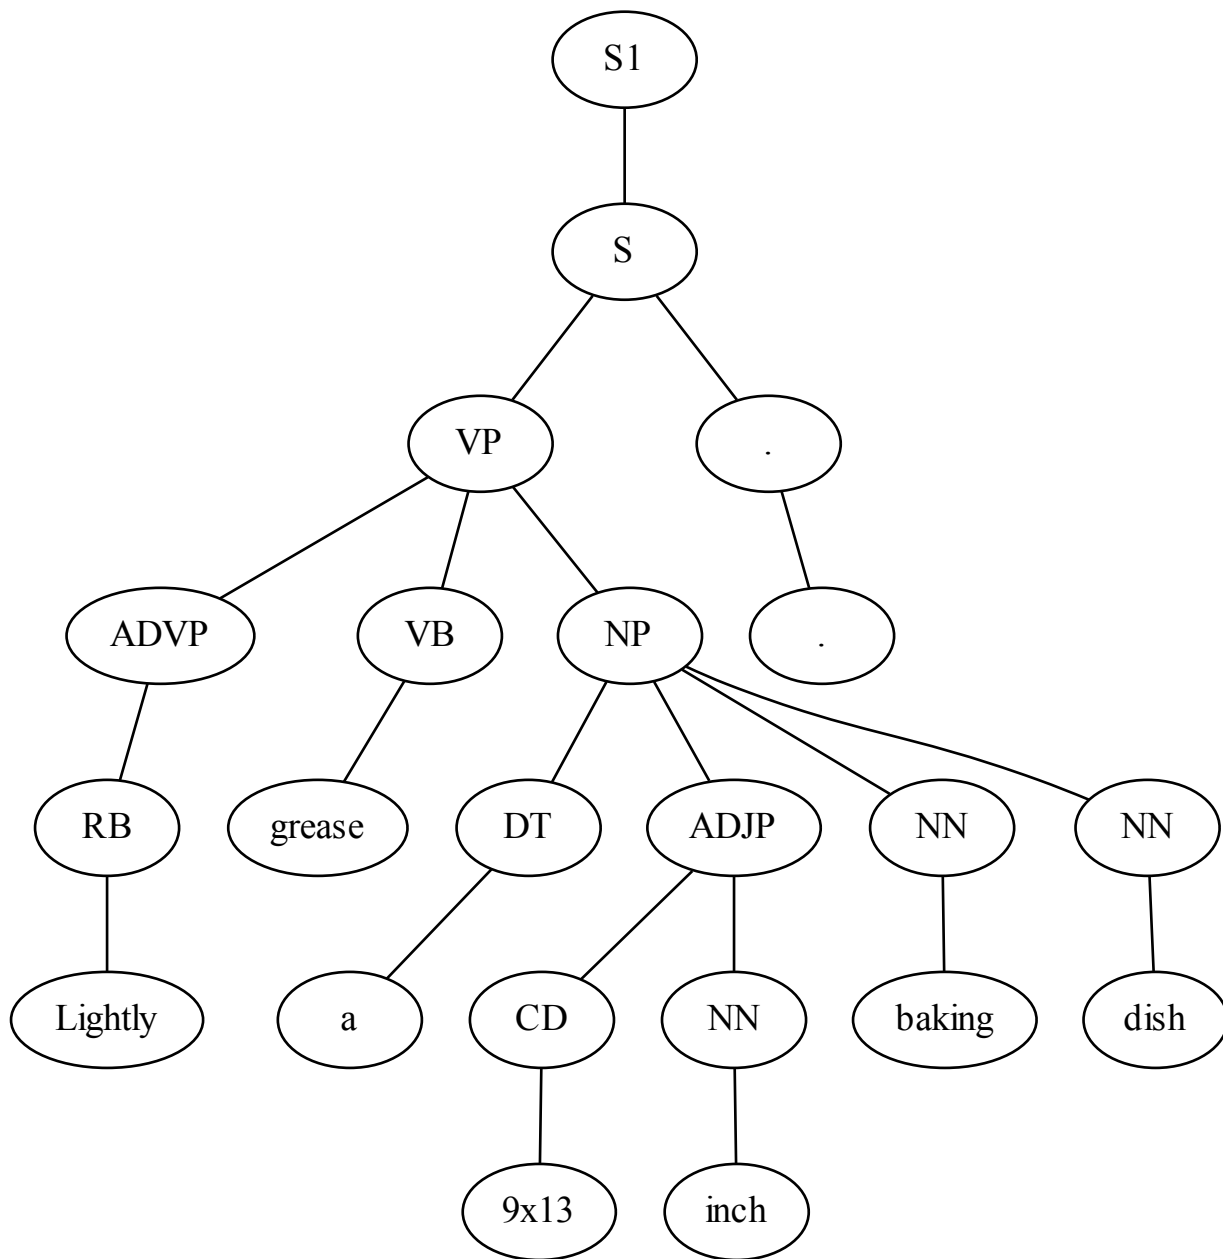 S1
S
VP .
ADVP VB NP .
RB grease DT ADJP NN NN
Lightly a CD NN baking dish
9x13 inch